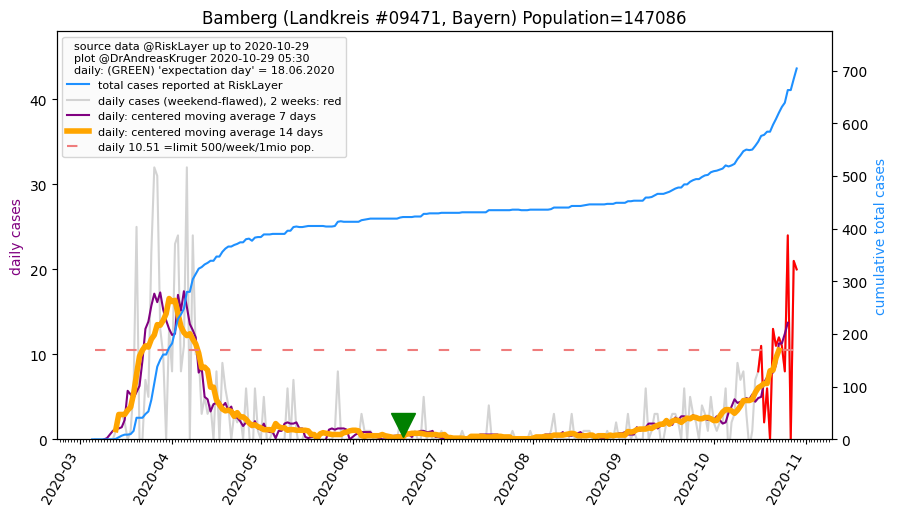 Bamberg (Landkreis #09471, Bayern) Population=147086
source data @RiskLayer up to 2020-10-29
plot @DrAndreasKruger 2020-10-29 05:30
daily: (GREEN) 'expectation day' = 18.06.2020
total cases reported at RiskLayer
daily cases (weekend-flawed), 2 weeks: red
daily: centered moving average 7 days
daily: centered moving average 14 days
daily 10.51 =limit 500/week/1mio pop.
daily cases
40
30
20
10
0
cumulative total cases
700
600
500
400
300
200
100
0
2020-03
2020-04
2020-05
2020-06
2020-07
2020-08
2020-09
2020-10
2020-11